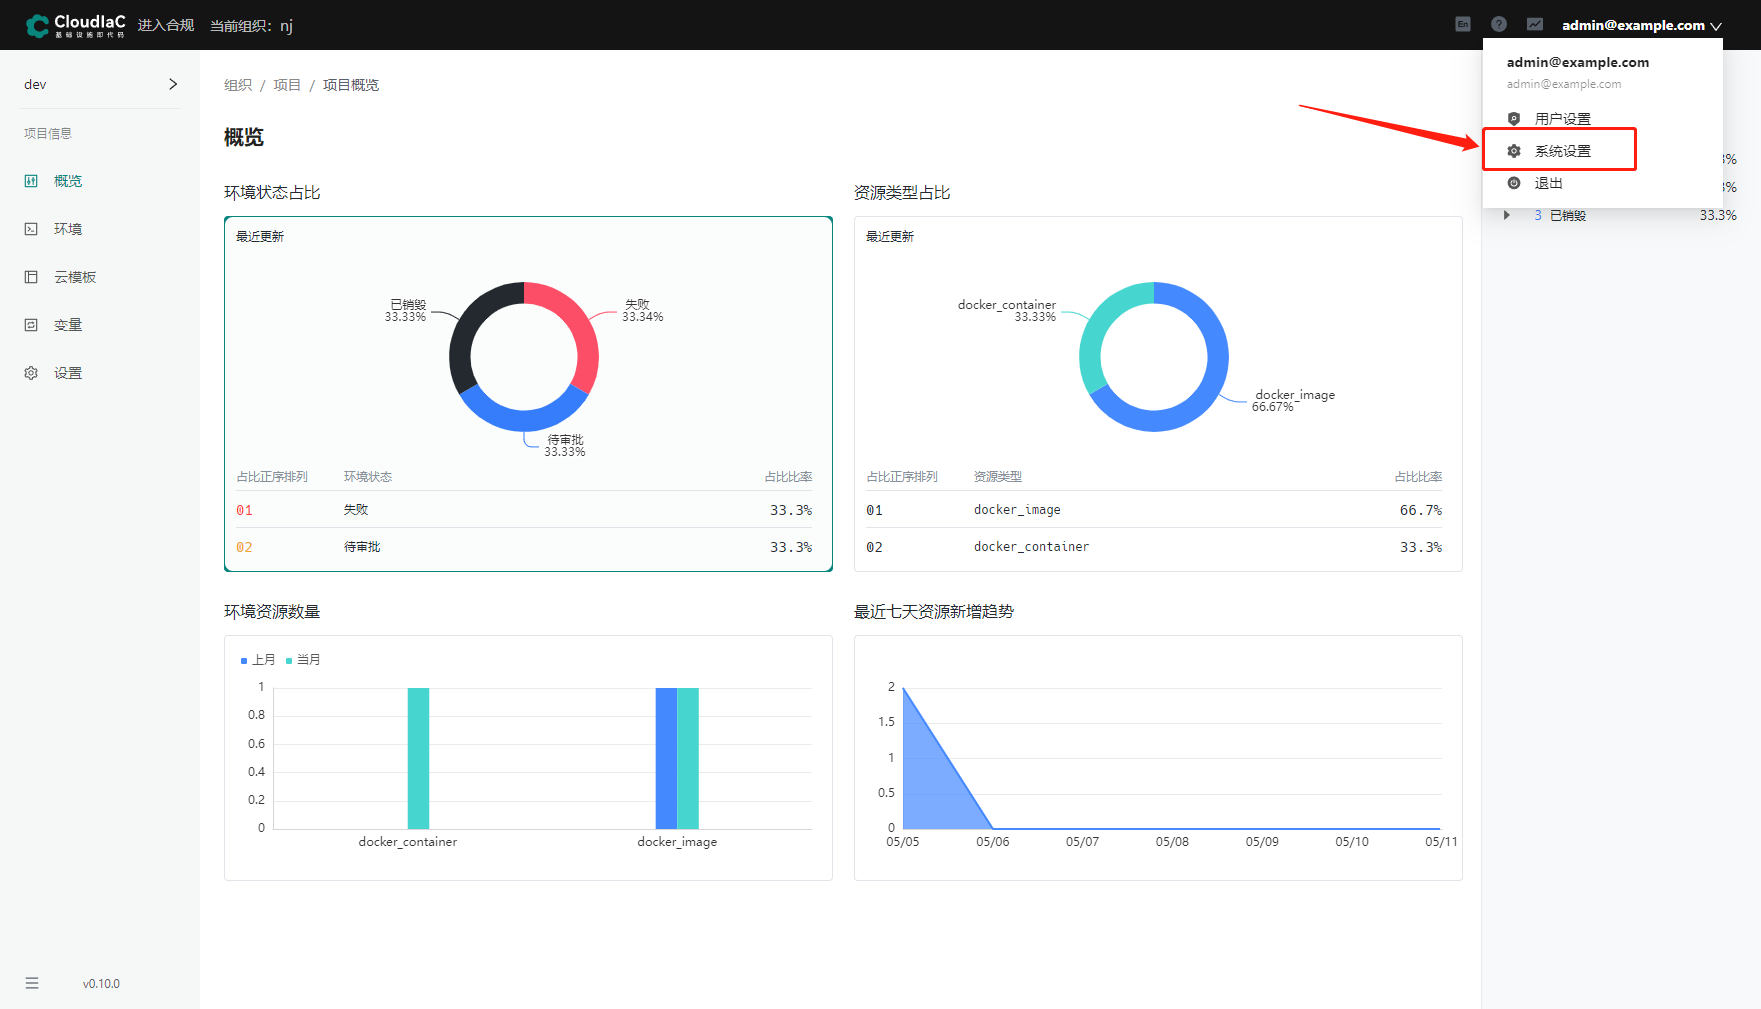 CloudIaC
基础设施即代码
进入合规
当前组织: nj
En
admin@example.com
admin@example.com
admin@example.com
用户设置
系统设置
退出
dev
项目信息
概览
环境
云模板
变量
设置
v0.10.0
组织 / 项目 / 项目概览
概览
环境状态占比
最近更新
已销毁
33.33%
失败
33.34%
待审批
33.33%
占比正序排列 环境状态 占比比率
01 失败 33.3%
02 待审批 33.3%
资源类型占比
最近更新
docker_container
33.33%
docker_image
66.67%
占比正序排列 资源类型 占比比率
01 docker_image 66.7%
02 docker_container 33.3%
环境资源数量
上月 当月
1
0.8
0.6
0.4
0.2
0
docker_container docker_image
最近七天资源新增趋势
2
1.5
1
0.5
0
05/05 05/06 05/07 05/08 05/09 05/10 05/11
3%
3%
3 已销毁 33.3%